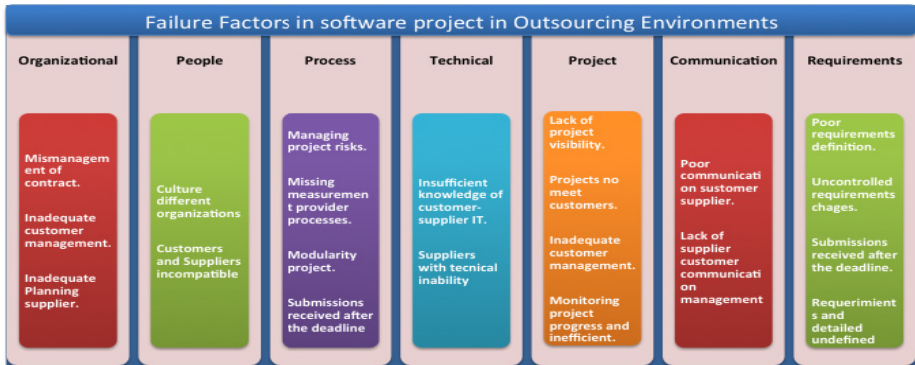 Failure Factors in software project in Outsourcing Environments
Organizational
Mismanagem
ent of
contract.
Inadequate
customer
management.
Inadequate
Planning
supplier.
People
Culture
different
organizations
Customers
and Suppliers
incompatible
Process
Managing
project risks.
Missing
measuremen
t provider
processes.
Modularity
project.
Submissions
received after
the deadline
Technical
Insufficient
knowledge of
customer-
supplier IT.
Suppliers
with tecnical
inability
Project
Lack of
project
visibility.
Projects no
meet
customers.
Inadequate
customer
management.
Monitoring
project
progress and
inefficient.
Communication
Poor
communicati
on sustomer
supplier.
Lack of
supplier
customer
communicati
on
management
Requirements
Poor
requirements
definition.
Uncontrolled
requirements
chages.
Submissions
received after
the deadline.
Requerimient
s and
detailed
undefined